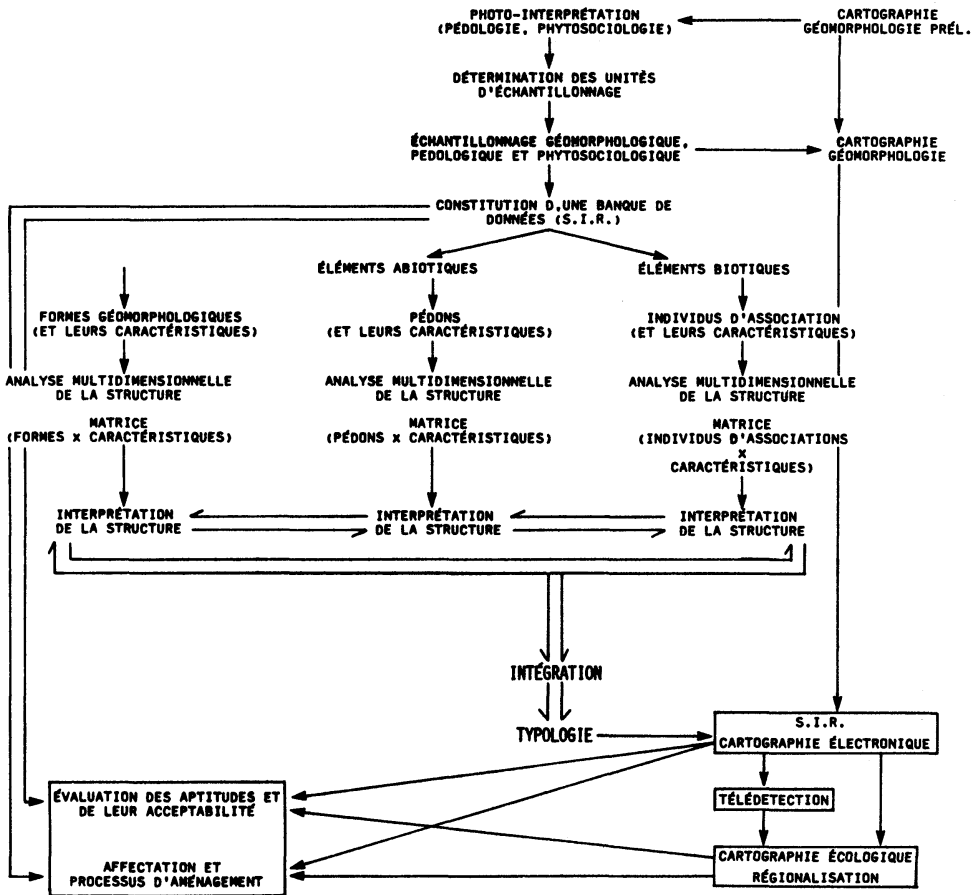 PHOTO-INTERPRÉTATION
(PÉDOLOGIE, PHYTOSOCIOLOGIE)
CARTOGRAPHIE
GÉOMORPHOLOGIE PRÉL.
DÉTERMINATION DES UNITÈS
D'ÉCHANTILLONNAGE
ÉCHANTILLONNAGE GÉOMORPHOLOGIQUE,
PEDOLOGIQUE ET PHYTOSOCIOLOGIQUE
CARTOGRAPHIE
GÉOMORPHOLOGIE
CONSTITUTION D,UNE BANQUE DE
DONNÉES (S.I.R.)
ÉLÉMENTS ABIOTIQUES
ÉLÉMENTS BIOTIQUES
FORMES GÉOMORPHOLOGIQUES
(ET LEURS CARACTÉRISTIQUES)
PÉDONS
(ET LEURS CARACTÉRISTIQUES)
INDIVIDUS D'ASSOCIATION
(ET LEURS CARACTÉRISTIQUES)
ANALYSE MULTIDIMENSIONNELLE
DE LA STRUCTURE
ANALYSE MULTIDIMENSIONNELLE
DE LA STRUCTURE
ANALYSE MULTIDIMENSIONNELLE
DE LA STRUCTURE
MATRICE
(FORMES X CARACTÉRISTIQUES)
MATRICE
(PÉDONS X CARACTÉRISTIQUES)
MATRICE
(INDIVIDUS D'ASSOCIATIONS
X
CARACTÉRISTIQUES)
INTERPRÉTATION
DE LA STRUCTURE
INTERPRÉTATION
DE LA STRUCTURE
INTERPRÉTATION
DE LA STRUCTURE
INTÉGRATION
TYPOLOGIE
S.I.R.
CARTOGRAPHIE ÉLECTRONIQUE
ÉVALUATION DES APTITUDES ET
DE LEUR ACCEPTABILITÉ
TÉLÉDETECTION
AFFECTATION ET
PROCESSUS D'AMÉNAGEMENT
CARTOGRAPHIE ÉCOLOGIQUE
RÉGIONALISATION